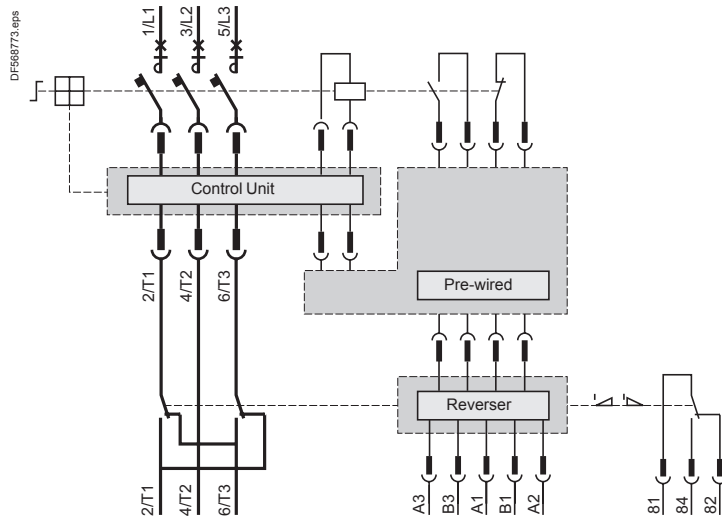 DF568773.eps
1/L1
3/L2
5/L3
Control Unit
2/T1
4/T2
6/T3
Pre-wired
Reverser
2/T1
4/T2
6/T3
A3
B3
A1
B1
A2
81
84
82